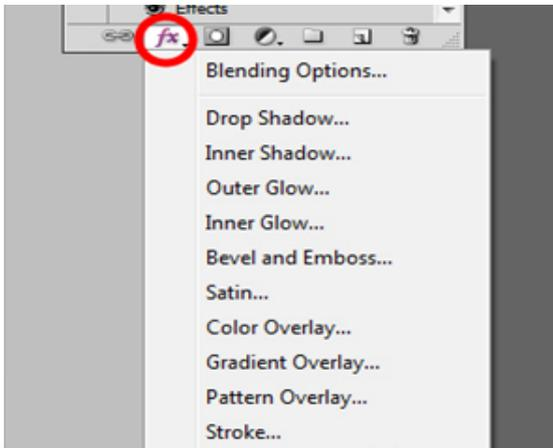 Effects
fx
Blending Options...
Drop Shadow...
Inner Shadow...
Outer Glow...
Inner Glow...
Bevel and Emboss...
Satin...
Color Overlay...
Gradient Overlay...
Pattern Overlay...
Stroke...